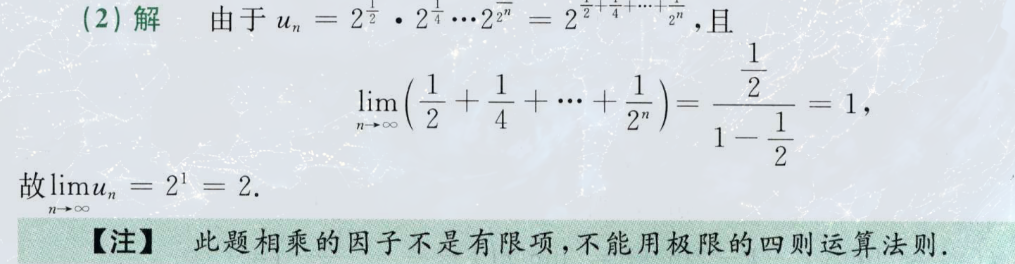 (2) 解 由于 $u_n = 2^{\frac{1}{2}} \cdot 2^{\frac{1}{4}} \cdots 2^{\frac{1}{2^n}} = 2^{\frac{1}{2}+\frac{1}{4}+\cdots+\frac{1}{2^n}}$,且
$\lim_{n \to \infty}\left(\frac{1}{2} + \frac{1}{4} + \cdots + \frac{1}{2^n}\right) = \frac{\frac{1}{2}}{1 - \frac{1}{2}} = 1,$
故$\lim_{n \to \infty} u_n = 2^1 = 2.$
【注】 此题相乘的因子不是有限项,不能用极限的四则运算法则.